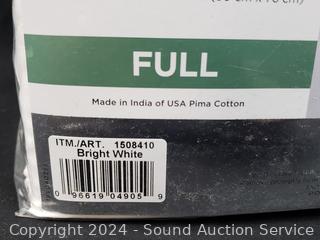 FULL
Made in India of USA Pima Cotton
ITM./ART. 1508410
Bright White
0 96619 04905 9
Copyright 2024 - Sound Auction Service